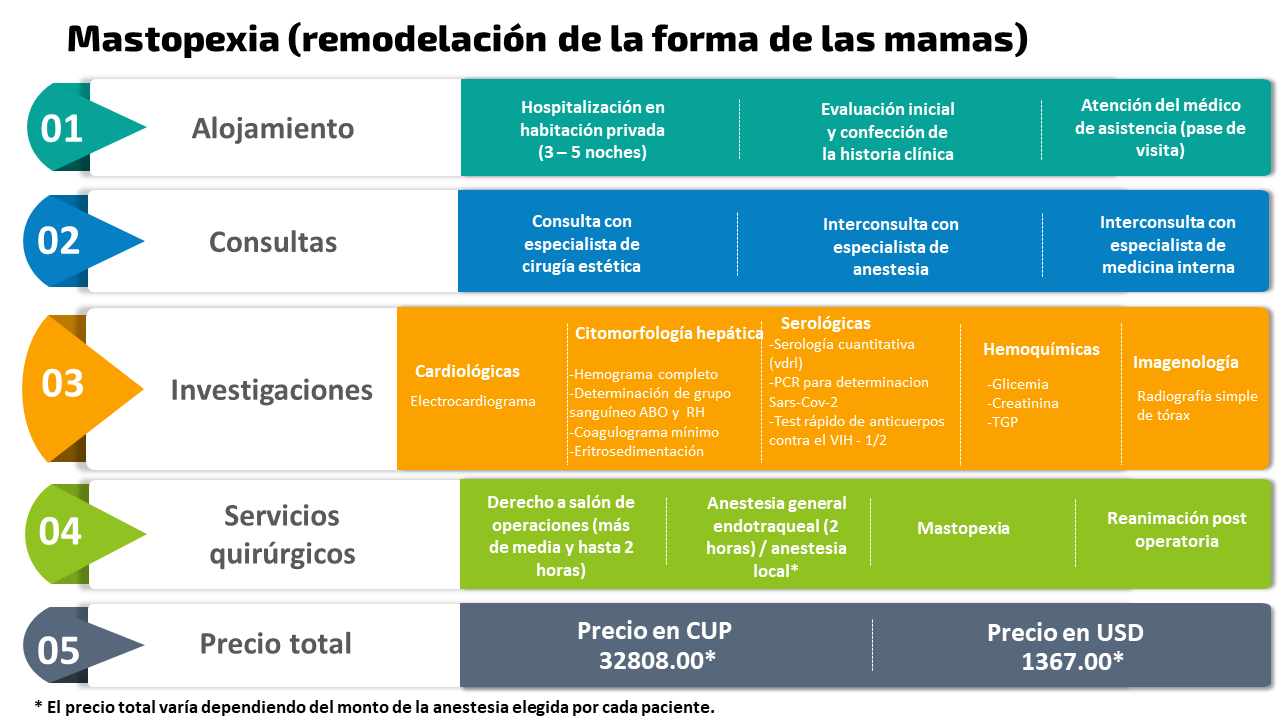 Mastopexia (remodelación de la forma de las mamas)
01
Alojamiento
Hospitalización en
habitación privada
(3 – 5 noches)
Evaluación inicial
y confección de
la historia clínica
Atención del médico
de asistencia (pase de
visita)
02
Consultas
Consulta con
especialista de
cirugía estética
Interconsulta con
especialista de
anestesia
Interconsulta con
especialista de
medicina interna
03
Investigaciones
Cardiológicas
Electrocardiograma
Citomorfología hepática
-Hemograma completo
-Determinación de grupo
sanguíneo ABO y RH
-Coagulograma mínimo
-Eritrosedimentación
Serológicas
-Serología cuantitativa
(vdrl)
-PCR para determinacion
Sars-Cov-2
-Test rápido de anticuerpos
contra el VIH - 1/2
Hemoquímicas
-Glicemia
-Creatinina
-TGP
Imagenología
Radiografía simple
de tórax
04
Servicios
quirúrgicos
Derecho a salón de
operaciones (más
de media y hasta 2
horas)
Anestesia general
endotraqueal (2
horas) / anestesia
local*
Mastopexia
Reanimación post
operatoria
05
Precio total
Precio en CUP
32808.00*
Precio en USD
1367.00*
* El precio total varía dependiendo del monto de la anestesia elegida por cada paciente.